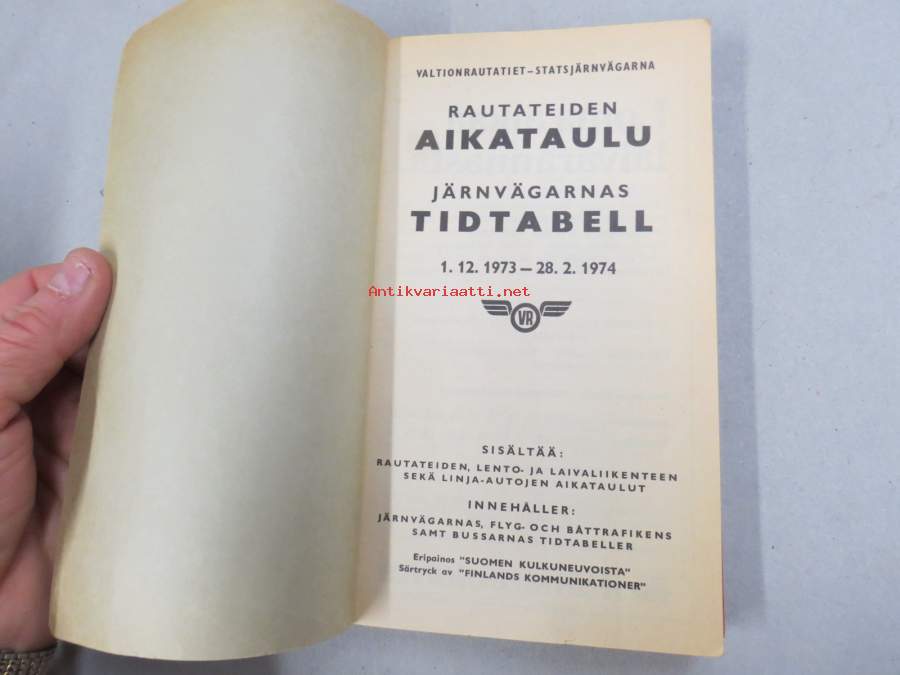 VALTIONRAUTATIET–STATSJÄRNVÄGARNA
RAUTATEIDEN
AIKATAULU
JÄRNVÄGARNAS
TIDTABELL
1. 12. 1973 — 28. 2. 1974
Antikvariaatti.net
VR
SISÄLTÄÄ:
RAUTATEIDEN, LENTO- JA LAIVALIIKENTEEN
SEKÄ LINJA-AUTOJEN AIKATAULUT
INNEHÅLLER:
JÄRNVÄGARNAS, FLYG- OCH BÅTTRAFIKENS
SAMT BUSSARNAS TIDTABELLER
Eripainos "SUOMEN KULKUNEUVOISTA"
Särtryck av "FINLANDS KOMMUNIKATIONER"